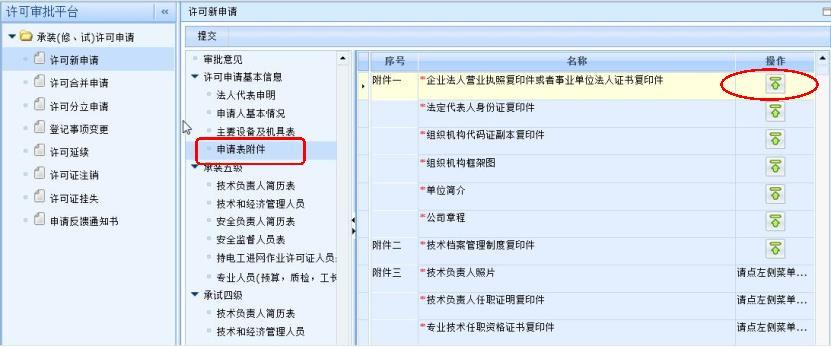 许可审批平台 «
承装(修、试)许可申请
许可新申请
许可合并申请
许可分立申请
登记事项变更
许可延续
许可证注销
许可证挂失
申请反馈通知书
许可新申请
提交
审批意见
许可申请基本信息
法人代表申明
申请人基本情况
主要设备及机具表
申请表附件
承装五级
技术负责人简历表
技术和经济管理人员
安全负责人简历表
安全监督人员表
持电工进网作业许可证人员
专业人员(预算，质检，工长
承试四级
技术负责人简历表
技术和经济管理人员
序号 名称 操作
附件一 *企业法人营业执照复印件或者事业单位法人证书复印件
*法定代表人身份证复印件
*组织机构代码证副本复印件
*组织机构框架图
*单位简介
*公司章程
附件二 *技术档案管理制度复印件
附件三 *技术负责人照片 请点左侧菜单...
*技术负责人任职证明复印件 请点左侧菜单...
*专业技术任职资格证书复印件 请点左侧菜单...